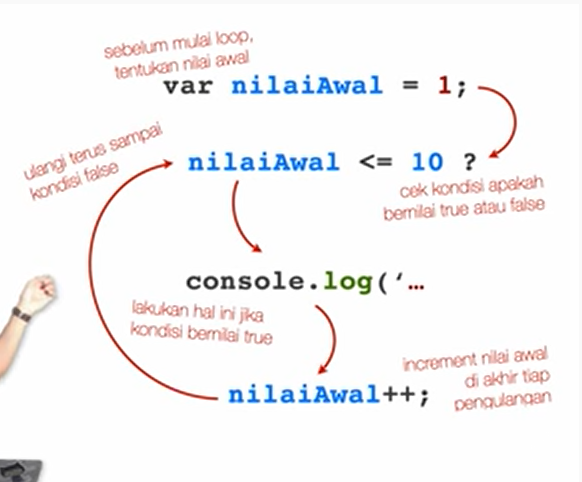 sebelum mulai loop,
tentukan nilai awal
var nilaiAwal = 1;
ulangi terus sampai
kondisi false
nilaiAwal <= 10 ?
cek kondisi apakah
bernilai true atau false
console.log('…
lakukan hal ini jika
kondisi bernilai true
increment nilai awal
di akhir tiap
pengulangan
nilaiAwal++;